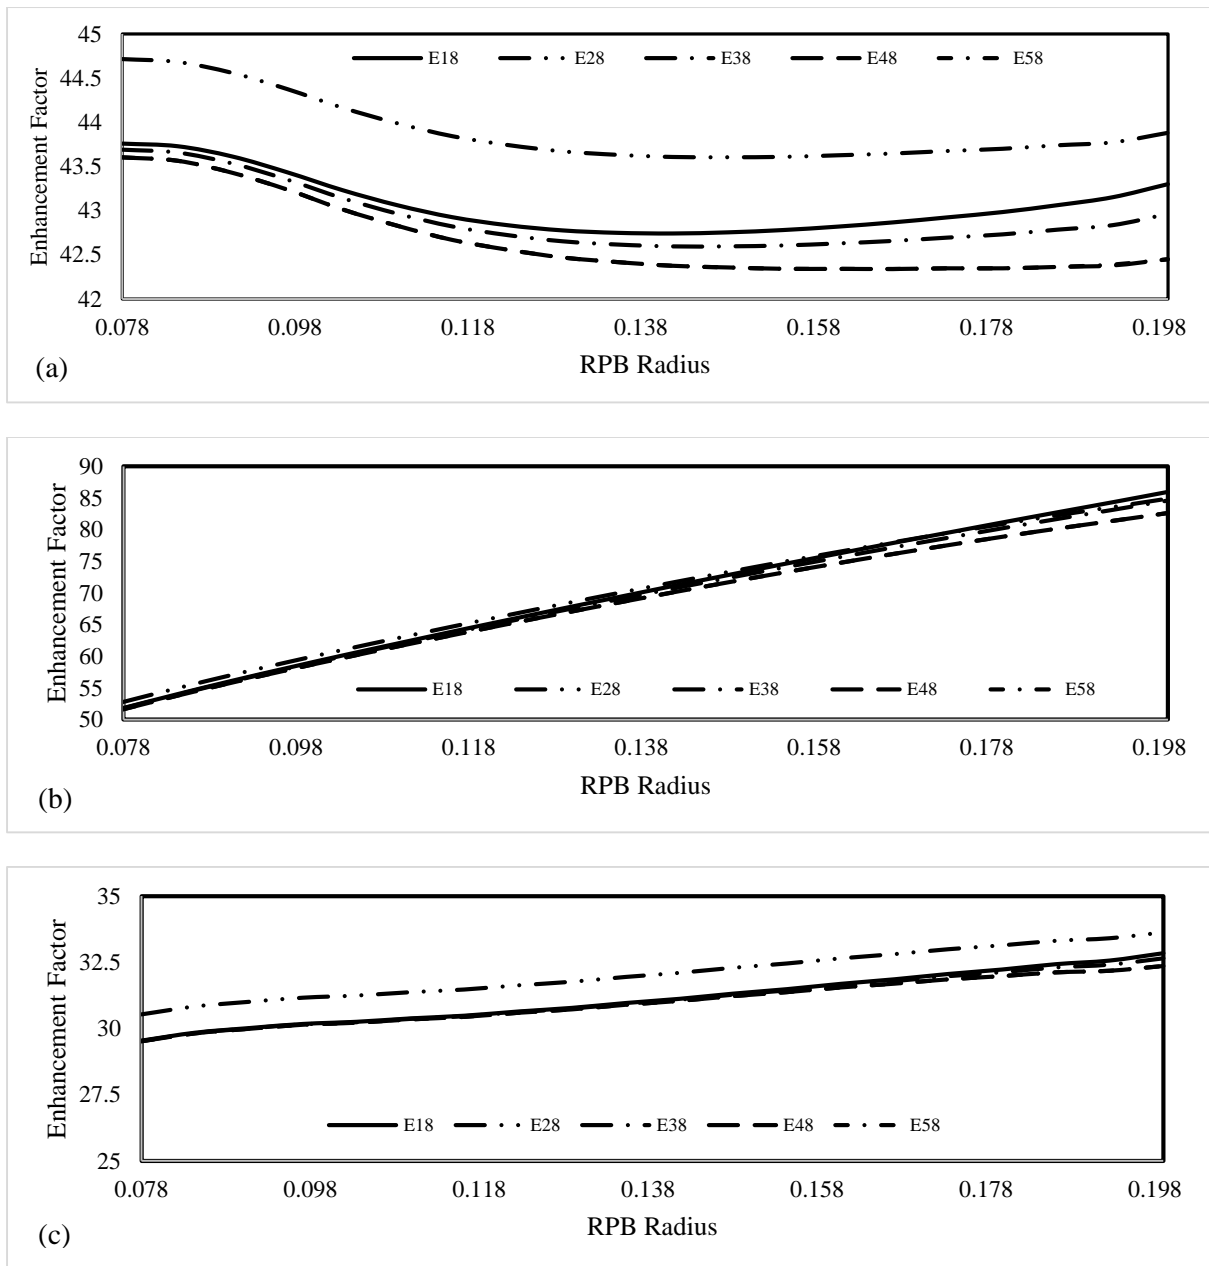 45
44.5
44
43.5
43
42.5
42
Enhancement Factor
E18 E28 E38 E48 E58
0.078 0.098 0.118 0.138 0.158 0.178 0.198
RPB Radius
(a)
90
85
80
75
70
65
60
55
50
Enhancement Factor
E18 E28 E38 E48 E58
0.078 0.098 0.118 0.138 0.158 0.178 0.198
RPB Radius
(b)
35
32.5
30
27.5
25
Enhancement Factor
E18 E28 E38 E48 E58
0.078 0.098 0.118 0.138 0.158 0.178 0.198
RPB Radius
(c)